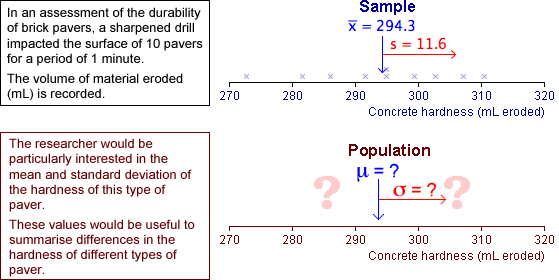 In an assessment of the durability
of brick pavers, a sharpened drill
impacted the surface of 10 pavers
for a period of 1 minute.
The volume of material eroded
(mL) is recorded.
Sample
x̅ = 294.3
s = 11.6
270 280 290 300 310 320
Concrete hardness (mL eroded)
The researcher would be
particularly interested in the
mean and standard deviation of
the hardness of this type of
paver.
These values would be useful to
summarise differences in the
hardness of different types of
paver.
Population
μ = ?
? σ = ? ?
270 280 290 300 310 320
Concrete hardness (mL eroded)